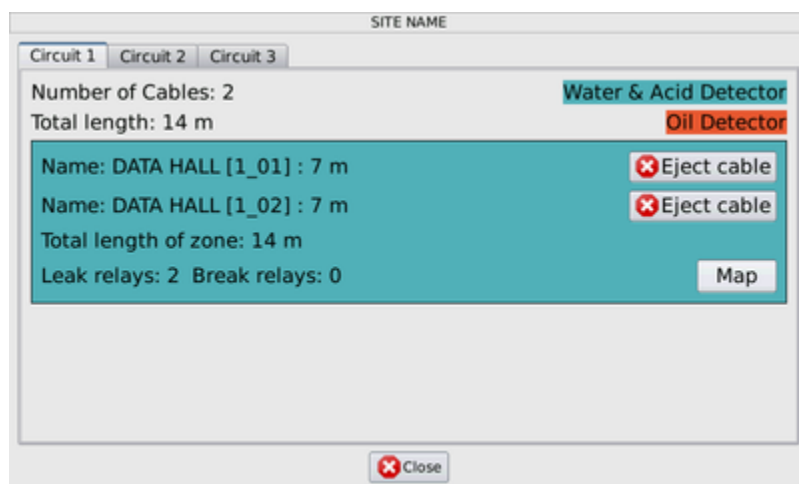 SITE NAME
Circuit 1 Circuit 2 Circuit 3
Number of Cables: 2 Water & Acid Detector
Total length: 14 m Oil Detector
Name: DATA HALL [1_01] : 7 m Eject cable
Name: DATA HALL [1_02] : 7 m Eject cable
Total length of zone: 14 m
Leak relays: 2 Break relays: 0 Map
Close